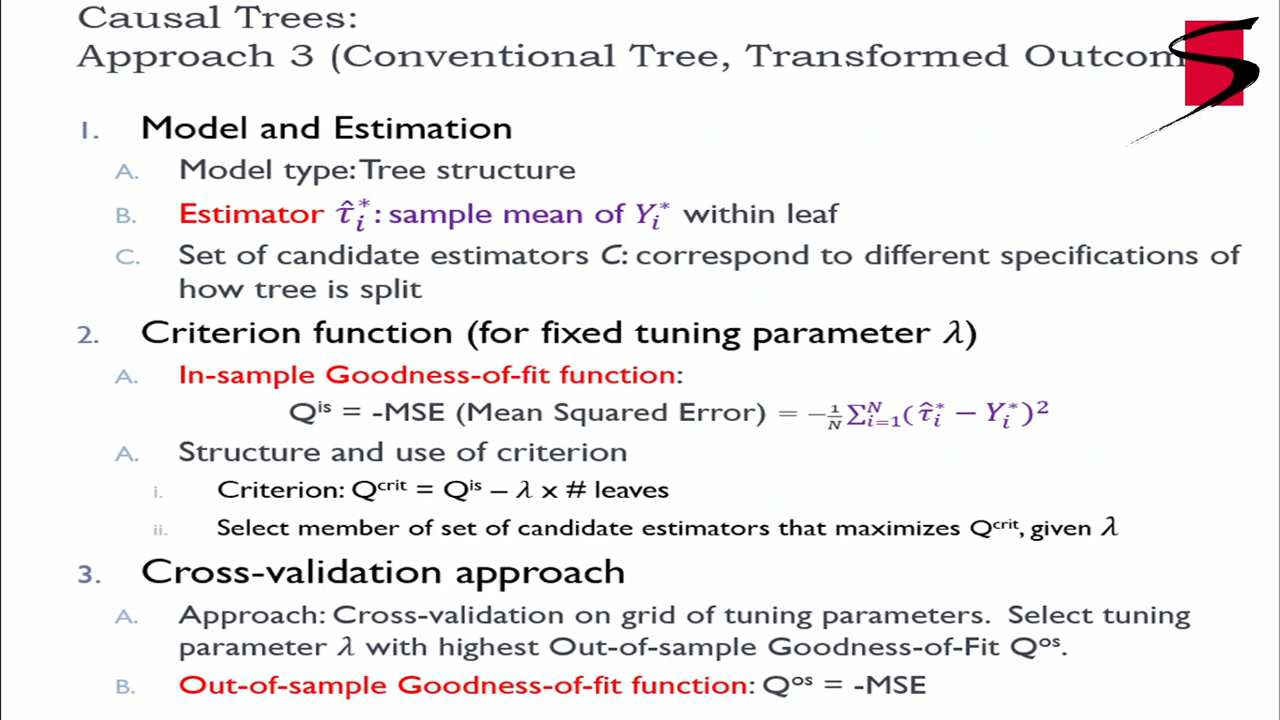 Causal Trees:
Approach 3 (Conventional Tree, Transformed Outcom
1. Model and Estimation
A. Model type: Tree structure
B. Estimator τ̂ᵢ*: sample mean of Yᵢ* within leaf
C. Set of candidate estimators C: correspond to different specifications of
how tree is split
2. Criterion function (for fixed tuning parameter λ)
A. In-sample Goodness-of-fit function:
Qⁱˢ = -MSE (Mean Squared Error) = −1/N Σᵢ₌₁ᴺ(τ̂ᵢ* − Yᵢ*)²
A. Structure and use of criterion
i. Criterion: Qᶜʳⁱᵗ = Qⁱˢ – λ x # leaves
ii. Select member of set of candidate estimators that maximizes Qᶜʳⁱᵗ, given λ
3. Cross-validation approach
A. Approach: Cross-validation on grid of tuning parameters. Select tuning
parameter λ with highest Out-of-sample Goodness-of-Fit Qᵒˢ.
B. Out-of-sample Goodness-of-fit function: Qᵒˢ = -MSE